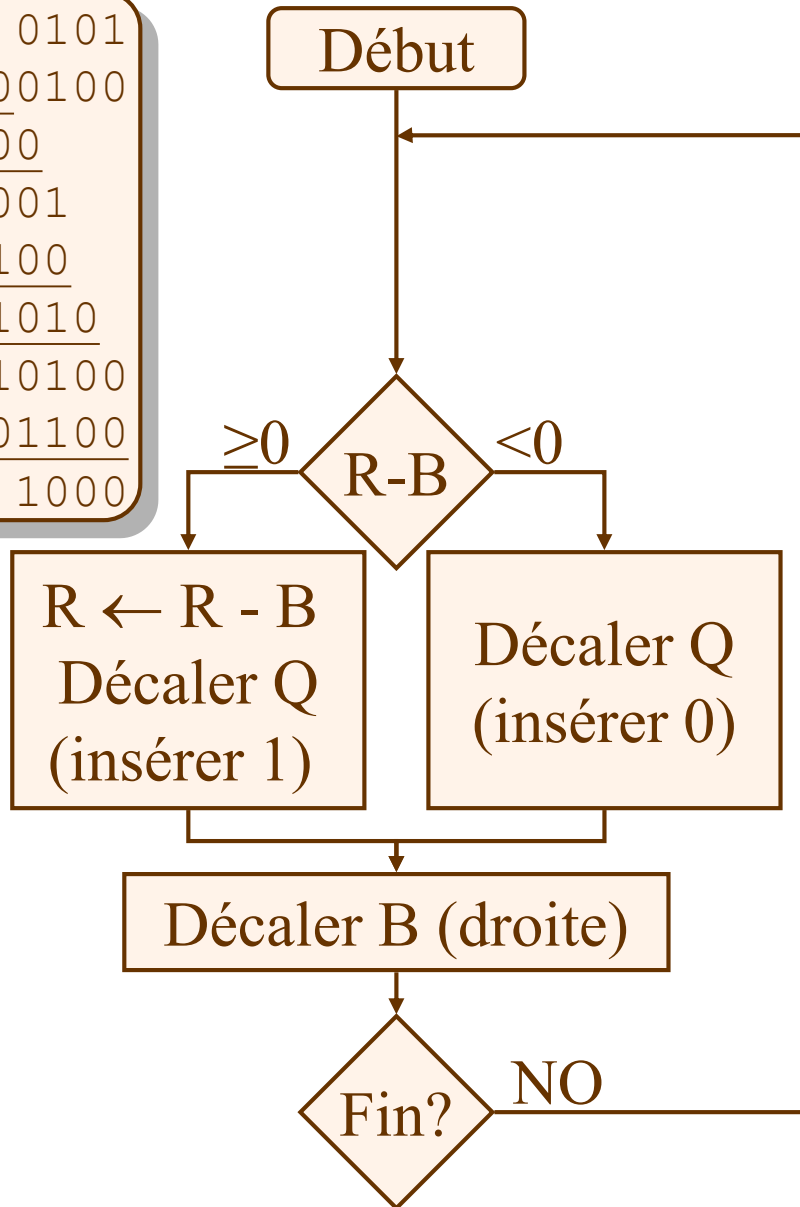 0101
00100
00
001
100
1010
10100
01100
1000
Début
≥0
R-B
<0
R ← R - B
Décaler Q
(insérer 1)
Décaler Q
(insérer 0)
Décaler B (droite)
Fin?
NO